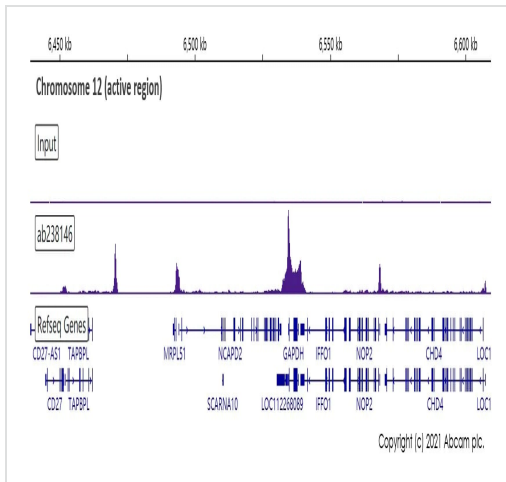 6,450 kb 6,500 kb 6,550 kb 6,600 kb
Chromosome 12 (active region)
Input
ab238146
Refseq Genes
CD27-AS1 TAPBPL MRPL51 NCAPD2 GAPDH IFFO1 NOP2 CHD4 LOC1
CD27 TAPBPL SCARNA10 LOC112268089 IFFO1 NOP2 CHD4 LOC1
Copyright (c) 2021 Abcam plc.